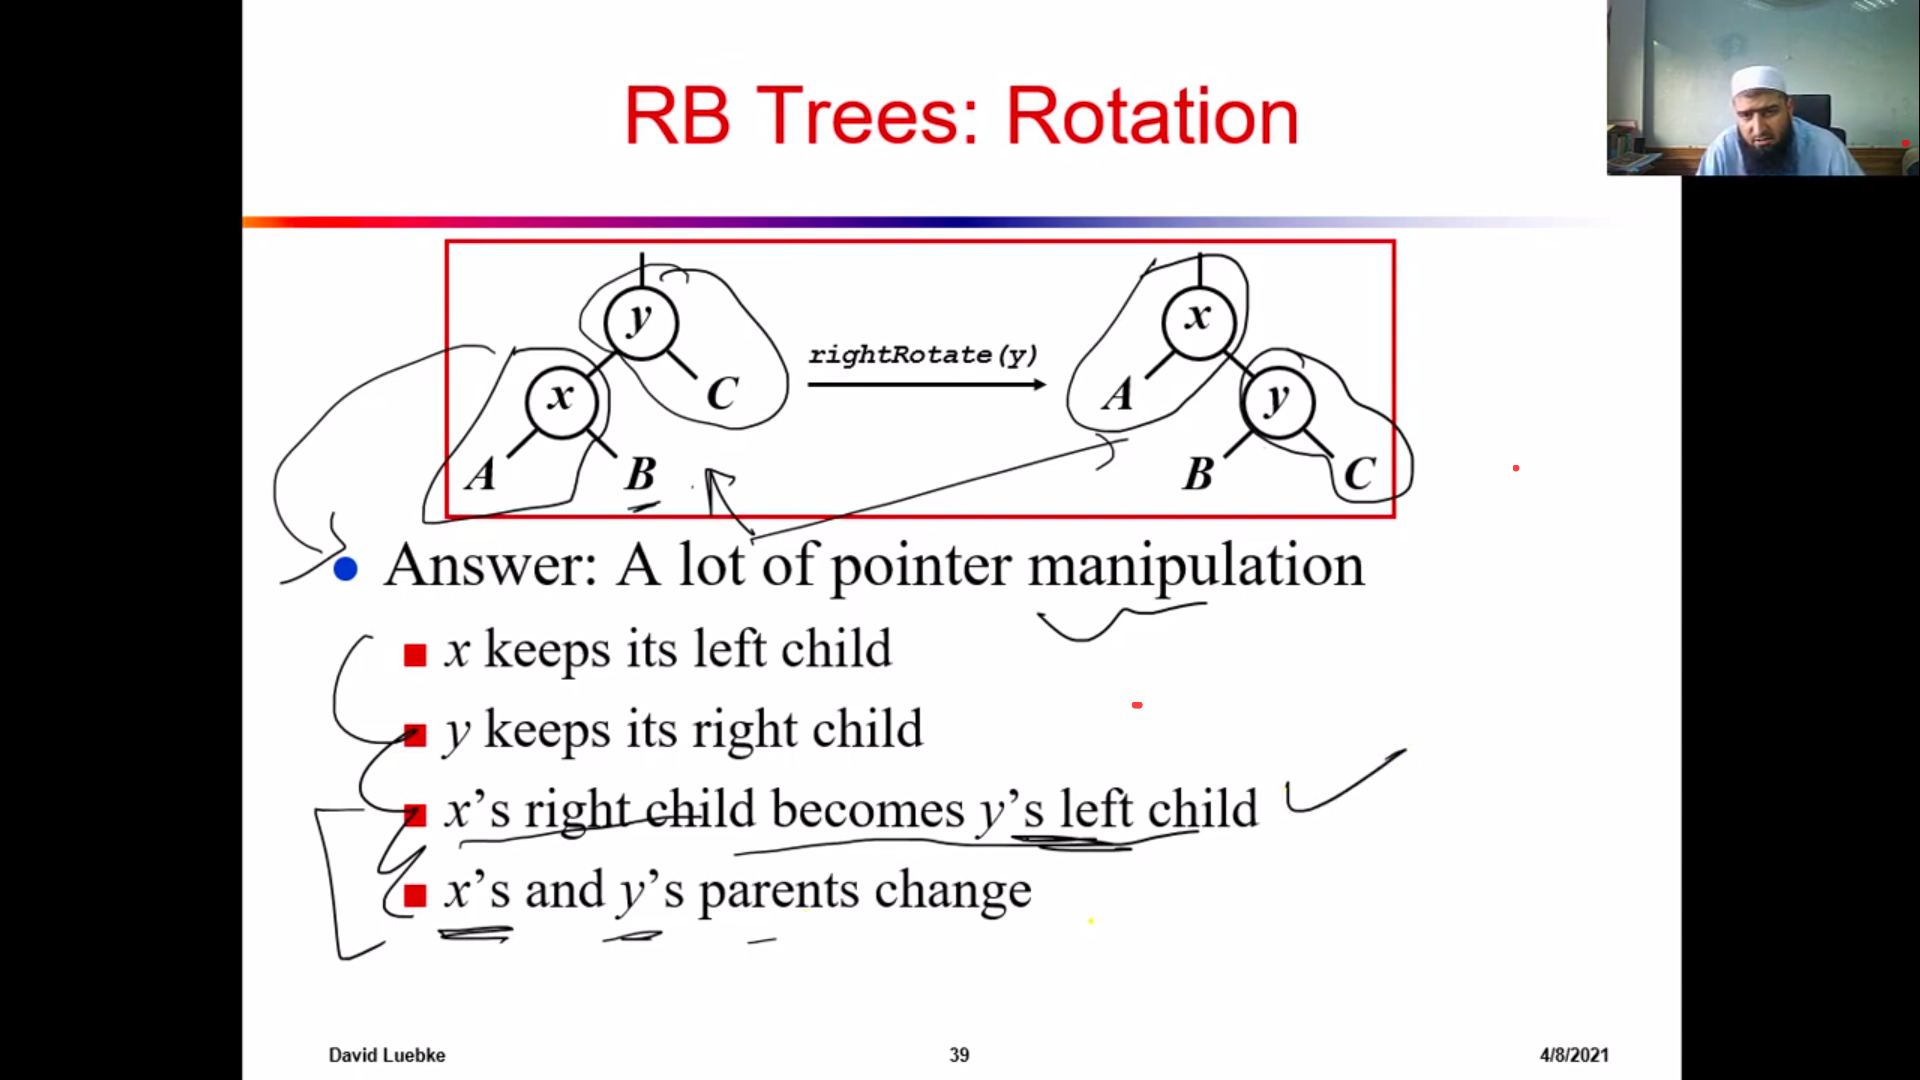 RB Trees: Rotation
y
x
rightRotate(y)
x
C
A
y
A
B
B
C
Answer: A lot of pointer manipulation
x keeps its left child
y keeps its right child
x’s right child becomes y’s left child
x’s and y’s parents change
David Luebke
39
4/8/2021